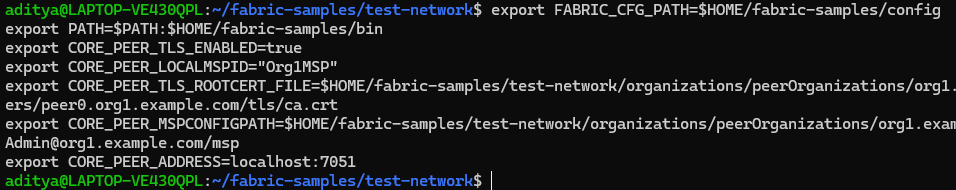 aditya@LAPTOP-VE430QPL:~/fabric-samples/test-network$ export FABRIC_CFG_PATH=$HOME/fabric-samples/config
export PATH=$PATH:$HOME/fabric-samples/bin
export CORE_PEER_TLS_ENABLED=true
export CORE_PEER_LOCALMSPID="Org1MSP"
export CORE_PEER_TLS_ROOTCERT_FILE=$HOME/fabric-samples/test-network/organizations/peerOrganizations/org1.
ers/peer0.org1.example.com/tls/ca.crt
export CORE_PEER_MSPCONFIGPATH=$HOME/fabric-samples/test-network/organizations/peerOrganizations/org1.exam
Admin@org1.example.com/msp
export CORE_PEER_ADDRESS=localhost:7051
aditya@LAPTOP-VE430QPL:~/fabric-samples/test-network$